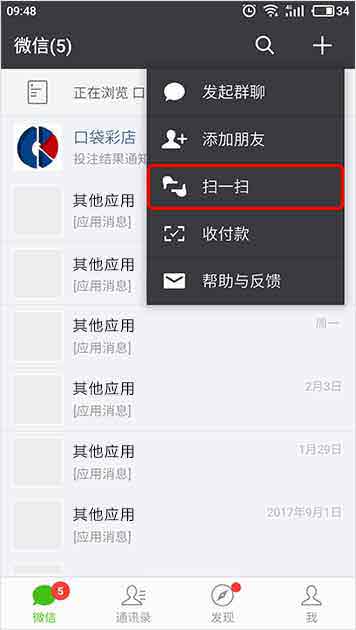 09:48
34
微信(5)
正在浏览 口
发起群聊
口袋彩店
投注结果通知
添加朋友
其他应用
[应用消息]
扫一扫
收付款
其他应用
[应用消息]
帮助与反馈
其他应用
周一
[应用消息]
其他应用
2月3日
[应用消息]
其他应用
1月29日
[应用消息]
其他应用
2017年9月1日
[应用消息]
5
微信
通讯录
发现
我